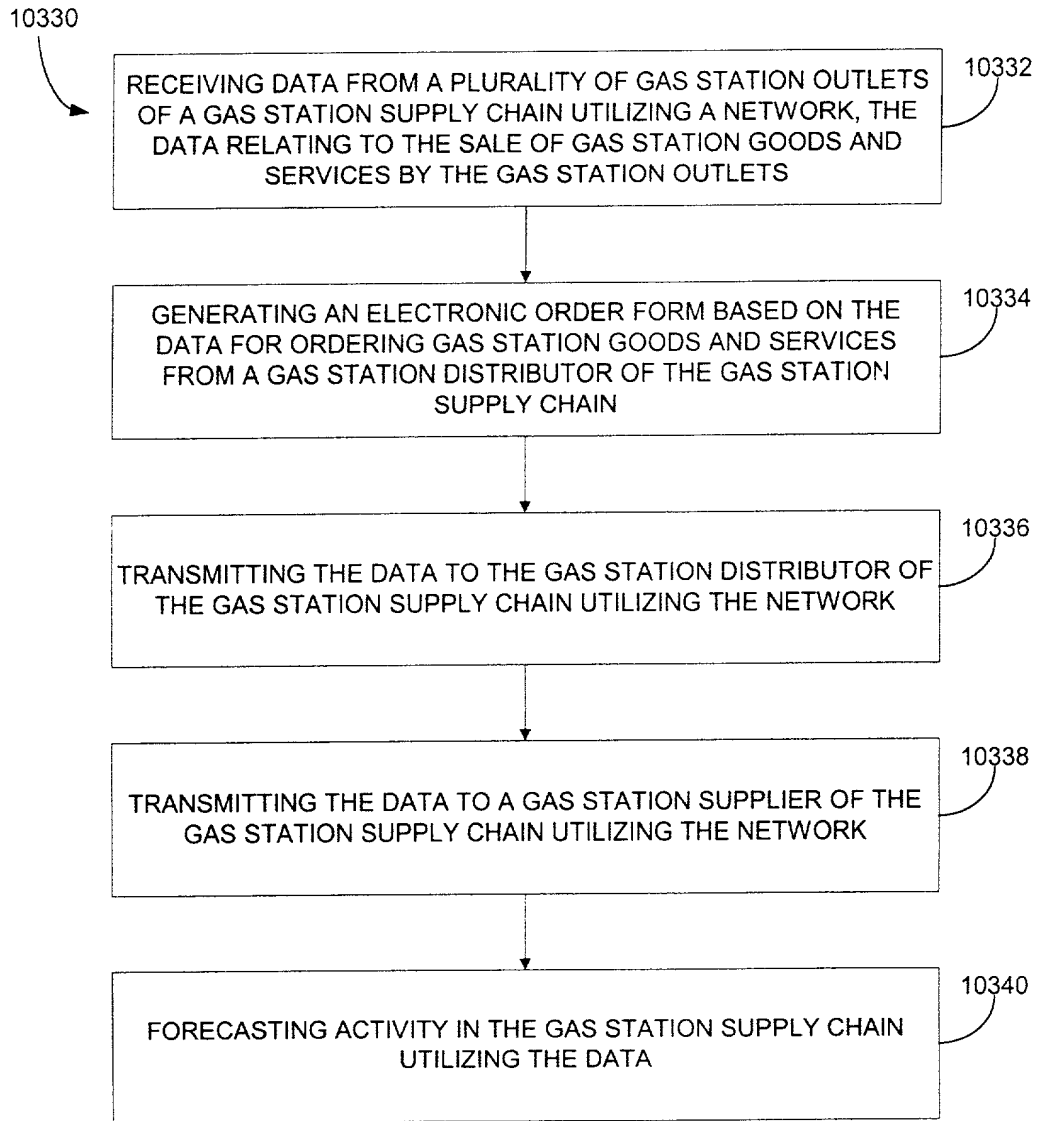 10330
RECEIVING DATA FROM A PLURALITY OF GAS STATION OUTLETS
OF A GAS STATION SUPPLY CHAIN UTILIZING A NETWORK, THE
DATA RELATING TO THE SALE OF GAS STATION GOODS AND
SERVICES BY THE GAS STATION OUTLETS
10332
GENERATING AN ELECTRONIC ORDER FORM BASED ON THE
DATA FOR ORDERING GAS STATION GOODS AND SERVICES
FROM A GAS STATION DISTRIBUTOR OF THE GAS STATION
SUPPLY CHAIN
10334
TRANSMITTING THE DATA TO THE GAS STATION DISTRIBUTOR OF
THE GAS STATION SUPPLY CHAIN UTILIZING THE NETWORK
10336
TRANSMITTING THE DATA TO A GAS STATION SUPPLIER OF THE
GAS STATION SUPPLY CHAIN UTILIZING THE NETWORK
10338
FORECASTING ACTIVITY IN THE GAS STATION SUPPLY CHAIN
UTILIZING THE DATA
10340